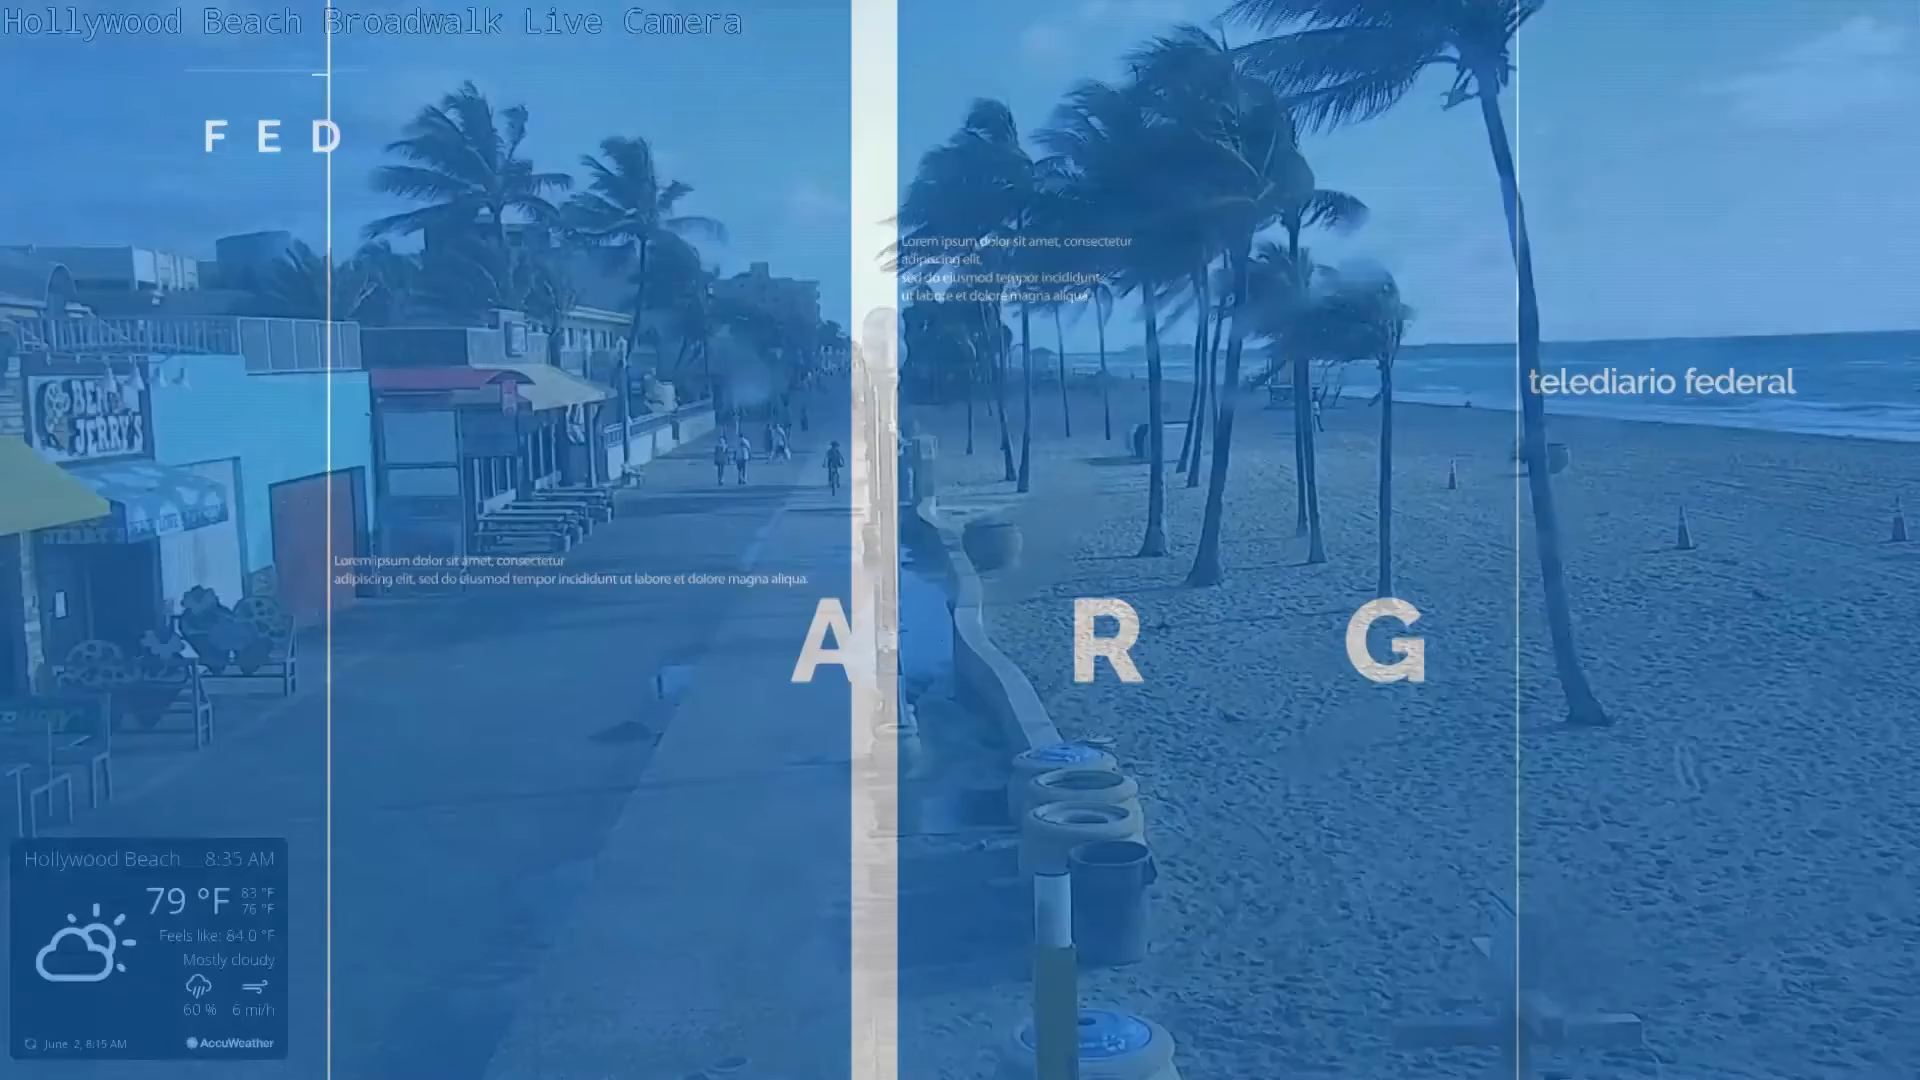 Hollywood Beach Broadwalk Live Camera
FED
Lorem ipsum dolor sit amet, consectetur
adipiscing elit,
sed do eiusmod tempor incididunt
ut labore et dolore magna aliqua.
telediario federal
BEN &
JERRY'S
Lorem ipsum dolor sit amet, consectetur
adipiscing elit, sed do eiusmod tempor incididunt ut labore et dolore magna aliqua.
A R G
Hollywood Beach 8:35 AM
79 °F 83 °F
76 °F
Feels like: 84.0 °F
Mostly cloudy
60 % 6 mi/h
June 2, 8:15 AM AccuWeather